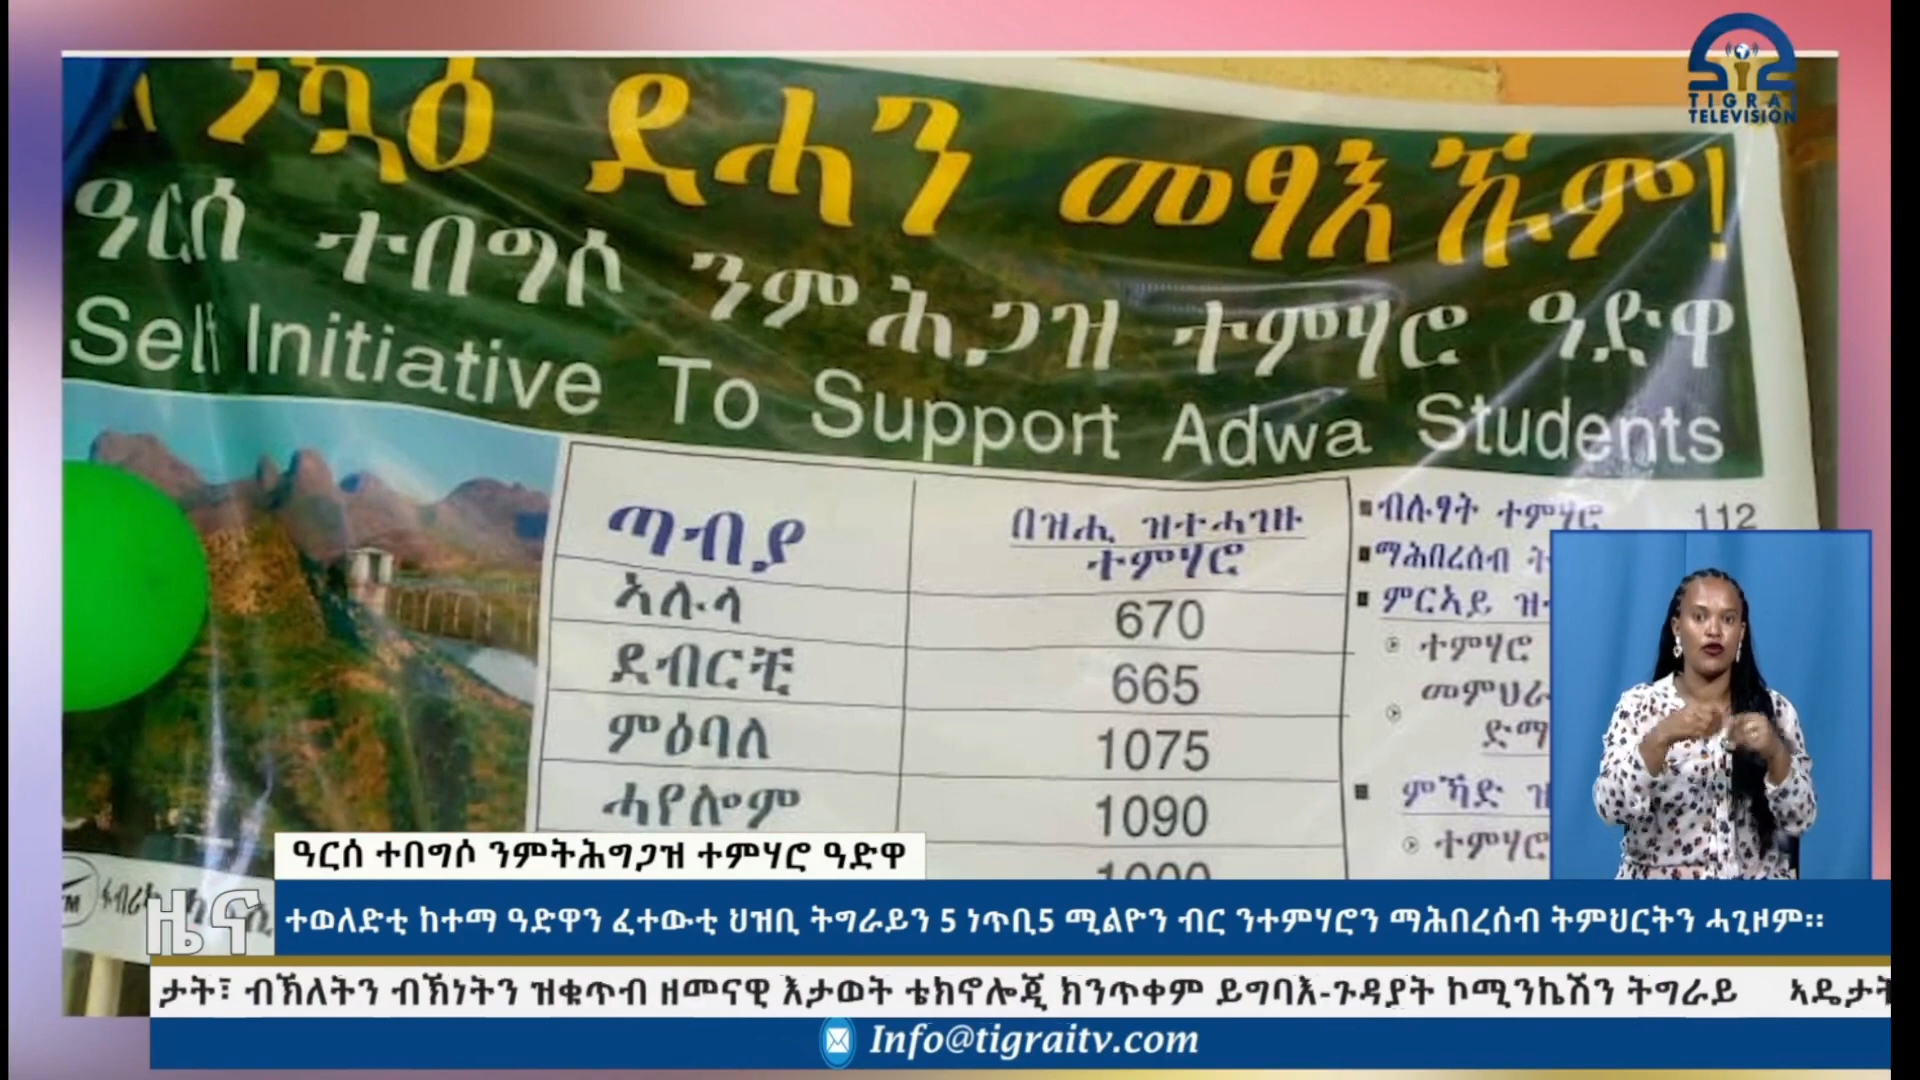 TIGRAI
TELEVISION
ንኳዕ ደሓን መፃእኹም!
ዓርሰ ተበግሶ ንምሕጋዝ ተምሃሮ ዓድዋ
Self Initiative To Support Adwa Students
ጣብያ
በዝሒ ዝተሓገዙ
ተምሃሮ
ኣሉላ
670
ደብርቺ
665
ምዕባለ
1075
ሓየሎም
1090
ብሉፃት ተምሃሮ 112
ማሕበረሰብ
ምርኣይ
ተምሃሮ
ምኻድ
ተምሃሮ
ዓርሰ ተበግሶ ንምትሕግጋዝ ተምሃሮ ዓድዋ
ዜና
ተወለድቲ ከተማ ዓድዋን ፈተውቲ ህዝቢ ትግራይን 5 ነጥቢ5 ሚልዮን ብር ንተምሃሮን ማሕበረሰብ ትምህርትን ሓጊዞም።
ታት፣ ብኽለትን ብኽነትን ዝቁጥብ ዘመናዊ እታወት ቴክኖሎጂ ክንጥቀም ይግባእ-ጉዳያት ኮሚንኬሽን ትግራይ ኣዴታት
Info@tigraitv.com